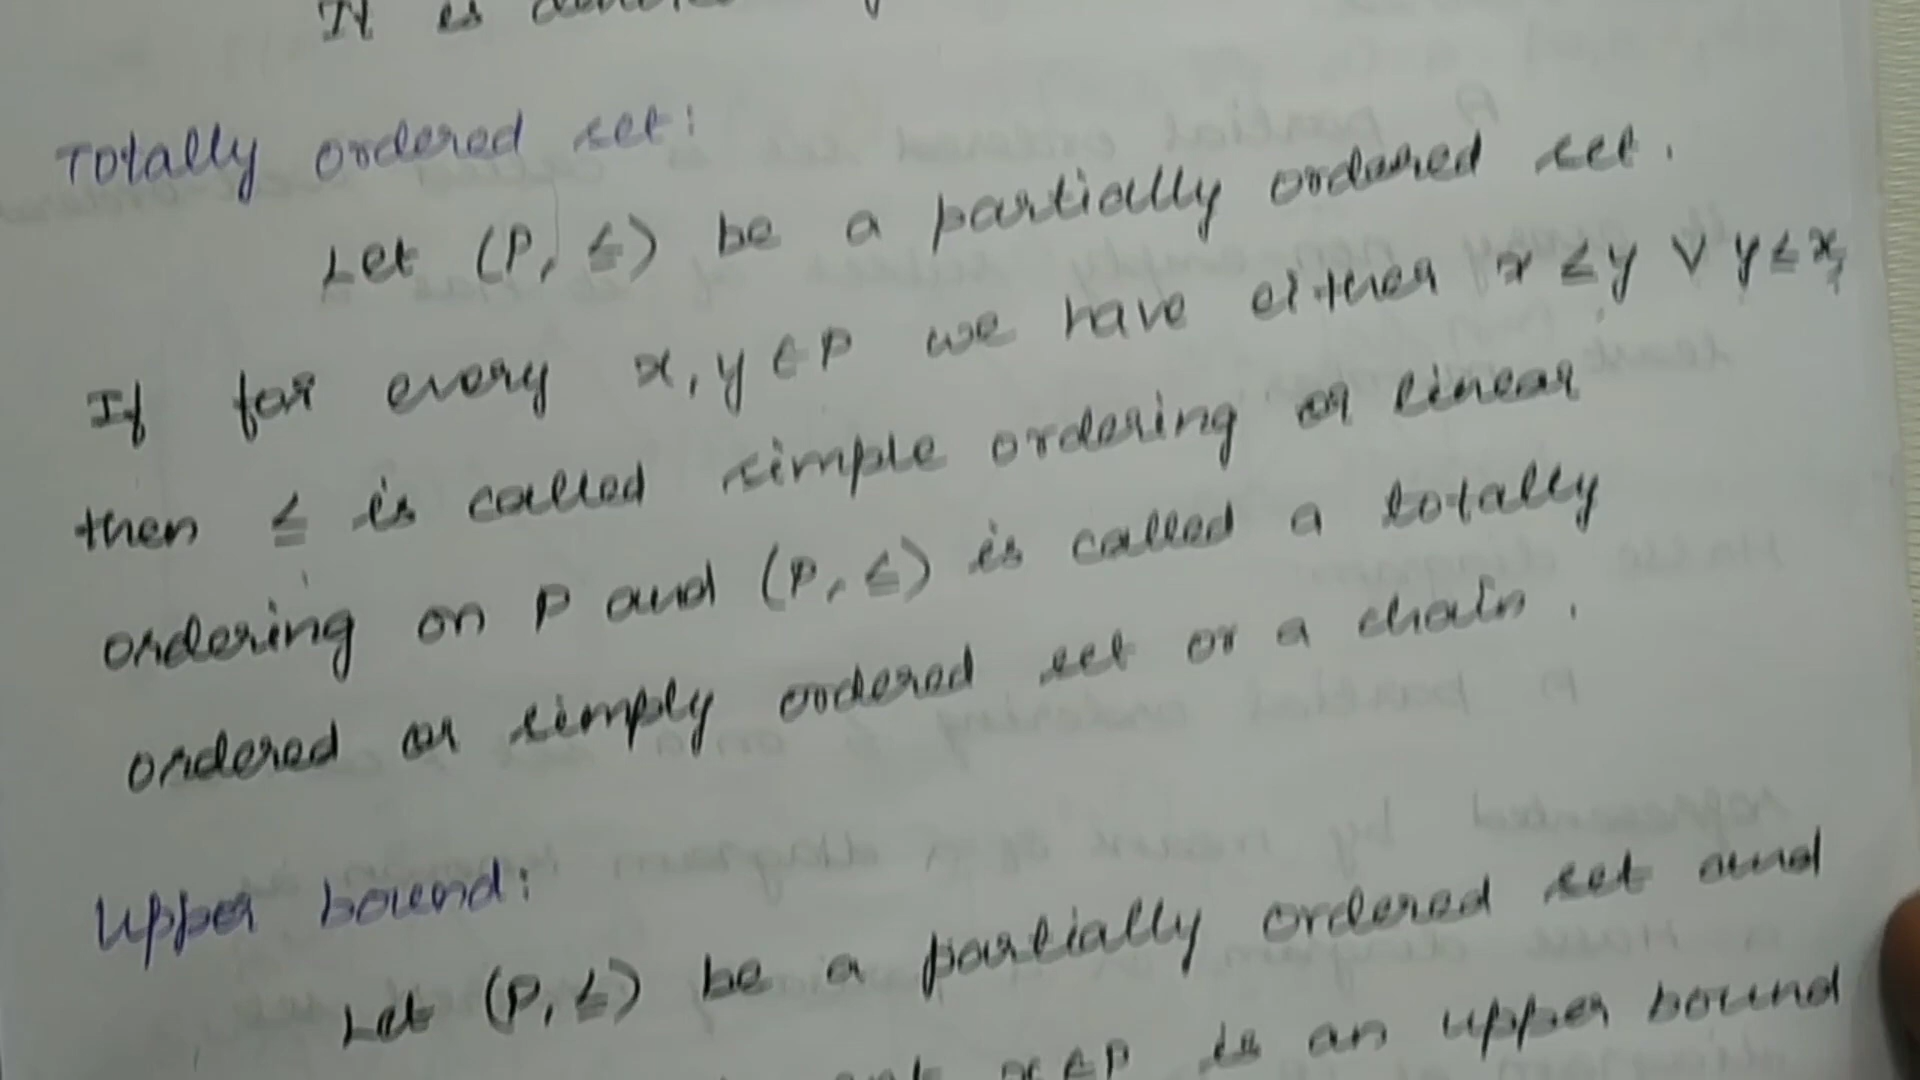 It is
Totally ordered set:
Let (P, ≤) be a partially ordered set.
If for every x, y ∈ P we have either x ≤ y ∨ y ≤ x,
then ≤ is called simple ordering or linear
ordering on P and (P, ≤) is called a totally
ordered or simply ordered set or a chain.
Upper bound:
Let (P, ≤) be a partially ordered set and
x ∈ P is an upper bound